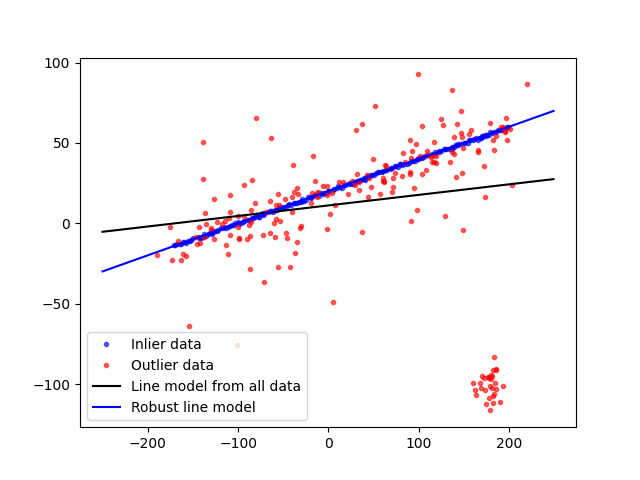 100
50
0
−50
−100
Inlier data
Outlier data
Line model from all data
Robust line model
−200
−100
0
100
200